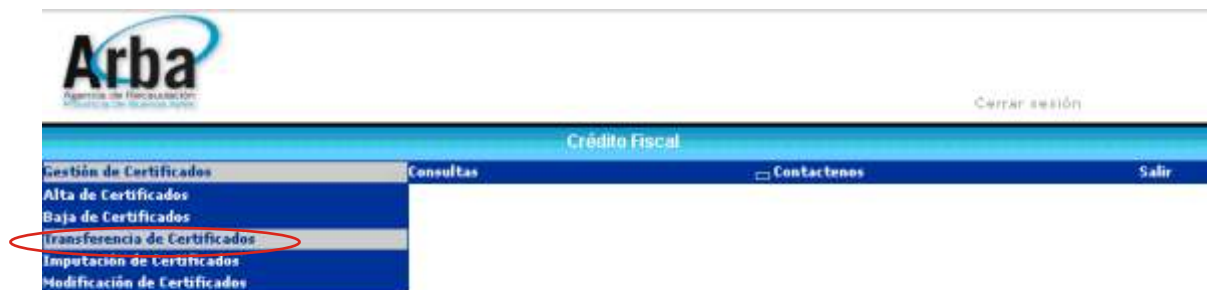 Arba
Agencia de Recaudación
Provincia de Buenos Aires
Cerrar sesión
Crédito Fiscal
Gestión de Certificados Consultas Contactenos Salir
Alta de Certificados
Baja de Certificados
Transferencia de Certificados
Imputación de Certificados
Modificación de Certificados